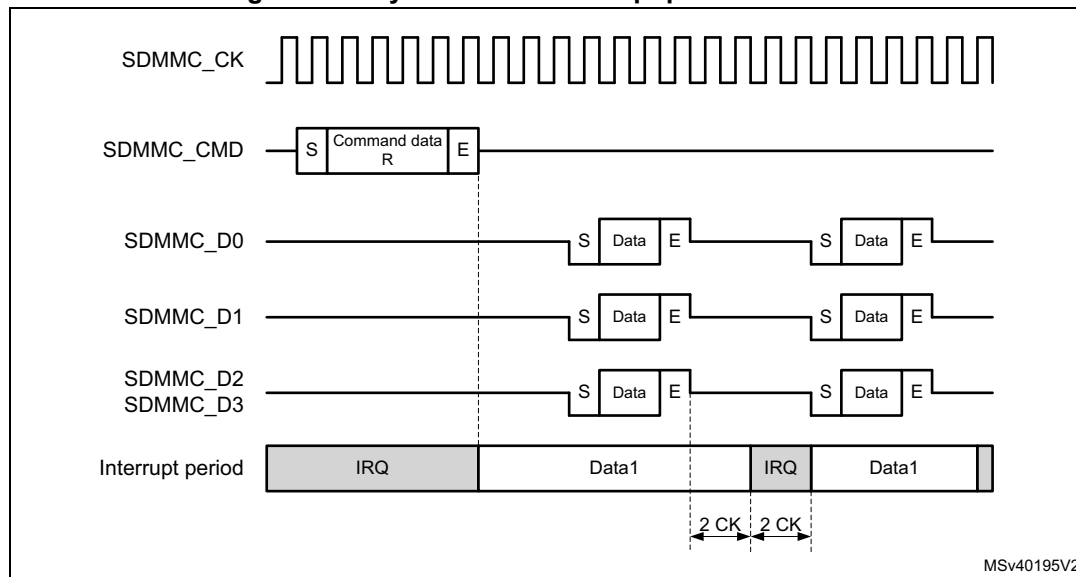 SDMMC_CK
SDMMC_CMD
S
Command data
R
E
SDMMC_D0
S Data E S Data E
SDMMC_D1
S Data E S Data E
SDMMC_D2
SDMMC_D3
S Data E S Data E
Interrupt period IRQ Data1 IRQ Data1
2 CK 2 CK
MSv40195V2